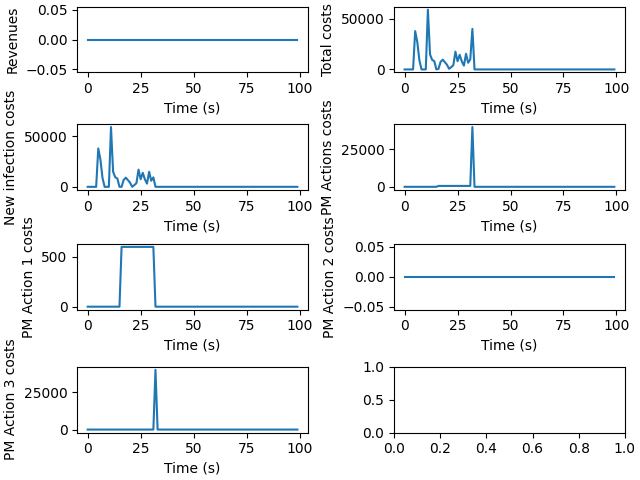 Revenues
0.05
0.00
−0.05
0 25 50 75 100
Time (s)
Total costs
50000
0
0 25 50 75 100
Time (s)
New infection costs
50000
0
0 25 50 75 100
Time (s)
PM Actions costs
25000
0
0 25 50 75 100
Time (s)
PM Action 1 costs
500
0
0 25 50 75 100
Time (s)
PM Action 2 costs
0.05
0.00
−0.05
0 25 50 75 100
Time (s)
PM Action 3 costs
25000
0
0 25 50 75 100
Time (s)
1.0
0.5
0.0
0.0 0.2 0.4 0.6 0.8 1.0